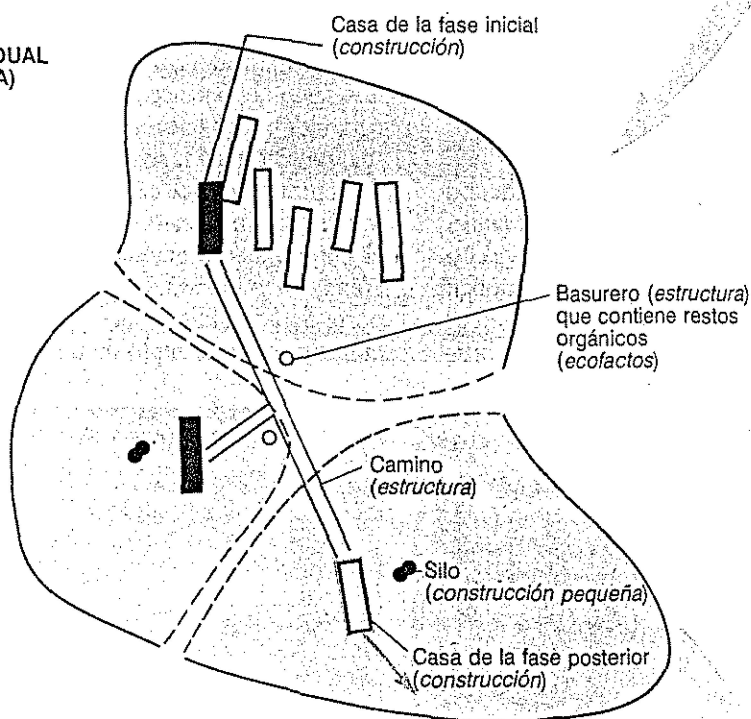 DUAL
A)
Casa de la fase inicial
(construcción)
Basurero (estructura)
que contiene restos
orgánicos
(ecofactos)
Camino
(estructura)
Silo
(construcción pequeña)
Casa de la fase posterior
(construcción)